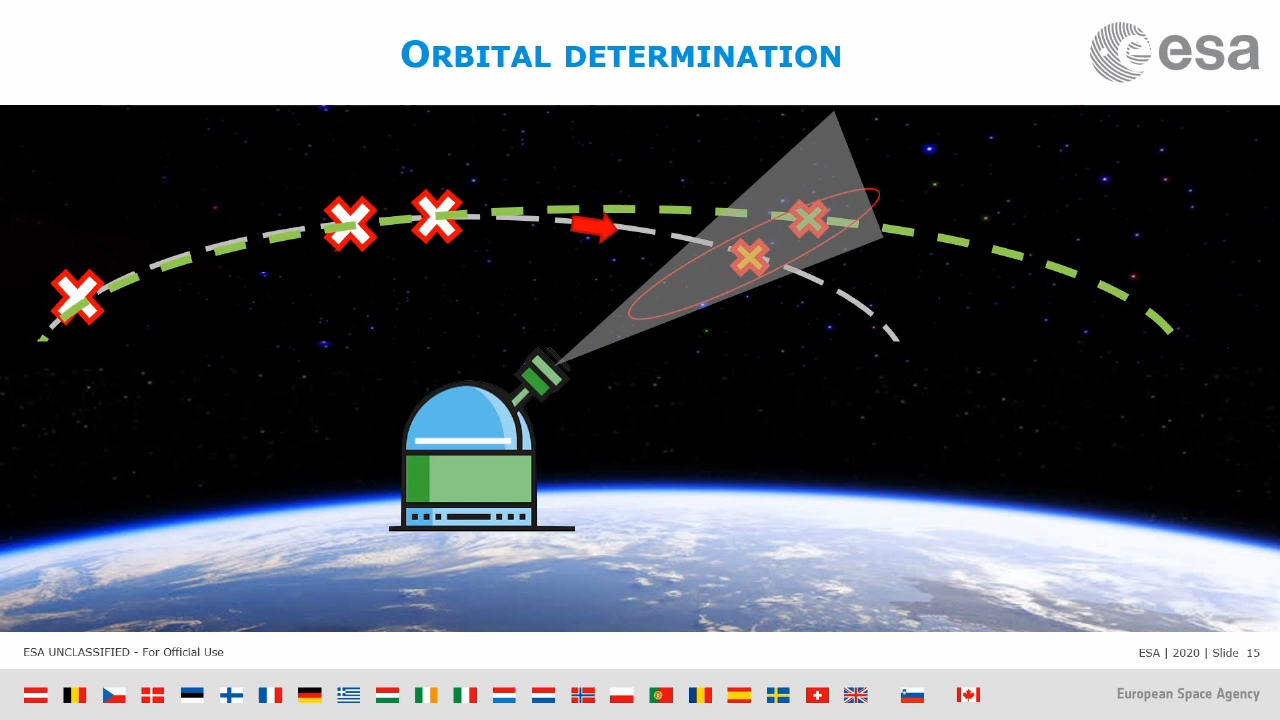 ORBITAL DETERMINATION
esa
ESA UNCLASSIFIED - For Official Use
ESA | 2020 | Slide 15
European Space Agency